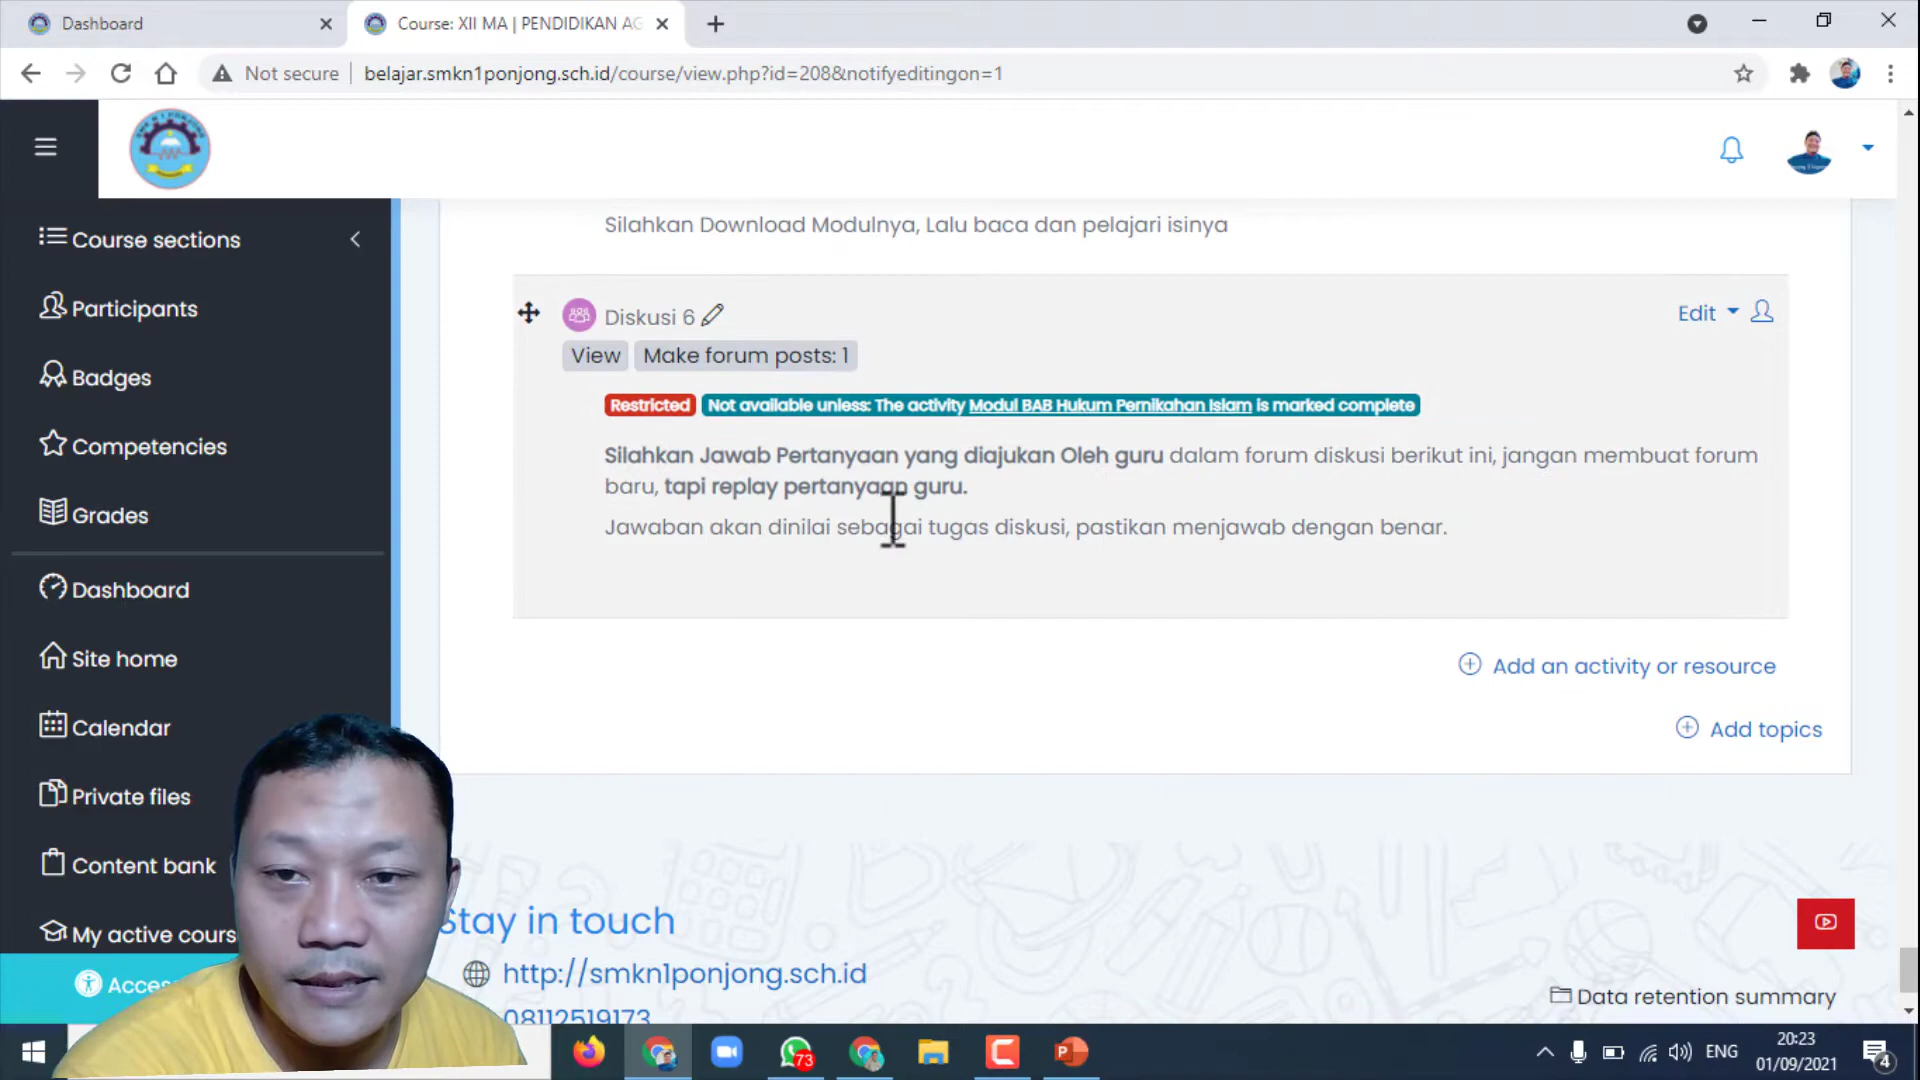 Dashboard
Course: XII MA | PENDIDIKAN AG
Not secure
belajar.smkn1ponjong.sch.id/course/view.php?id=208&notifyeditingon=1
Course sections
Participants
Badges
Competencies
Grades
Dashboard
Site home
Calendar
Private files
Content bank
My active cours
Acces
Silahkan Download Modulnya, Lalu baca dan pelajari isinya
Diskusi 6
Edit
View
Make forum posts: 1
Restricted
Not available unless: The activity Modul BAB Hukum Pernikahan Islam is marked complete
Silahkan Jawab Pertanyaan yang diajukan Oleh guru dalam forum diskusi berikut ini, jangan membuat forum
baru, tapi replay pertanyaan guru.
Jawaban akan dinilai sebagai tugas diskusi, pastikan menjawab dengan benar.
Add an activity or resource
Add topics
Stay in touch
http://smkn1ponjong.sch.id
08112519173
Data retention summary
73
ENG
20:23
01/09/2021
4